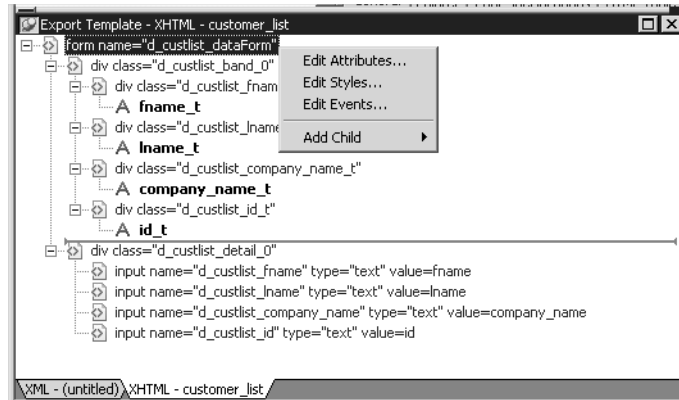 Export Template - XHTML - customer_list
form name="d_custlist_dataForm"
div class="d_custlist_band_0"
div class="d_custlist_fnam
fname_t
div class="d_custlist_lname
lname_t
div class="d_custlist_company_name_t"
company_name_t
div class="d_custlist_id_t"
id_t
div class="d_custlist_detail_0"
input name="d_custlist_fname" type="text" value=fname
input name="d_custlist_lname" type="text" value=lname
input name="d_custlist_company_name" type="text" value=company_name
input name="d_custlist_id" type="text" value=id
Edit Attributes...
Edit Styles...
Edit Events...
Add Child
XML - (untitled) XHTML - customer_list